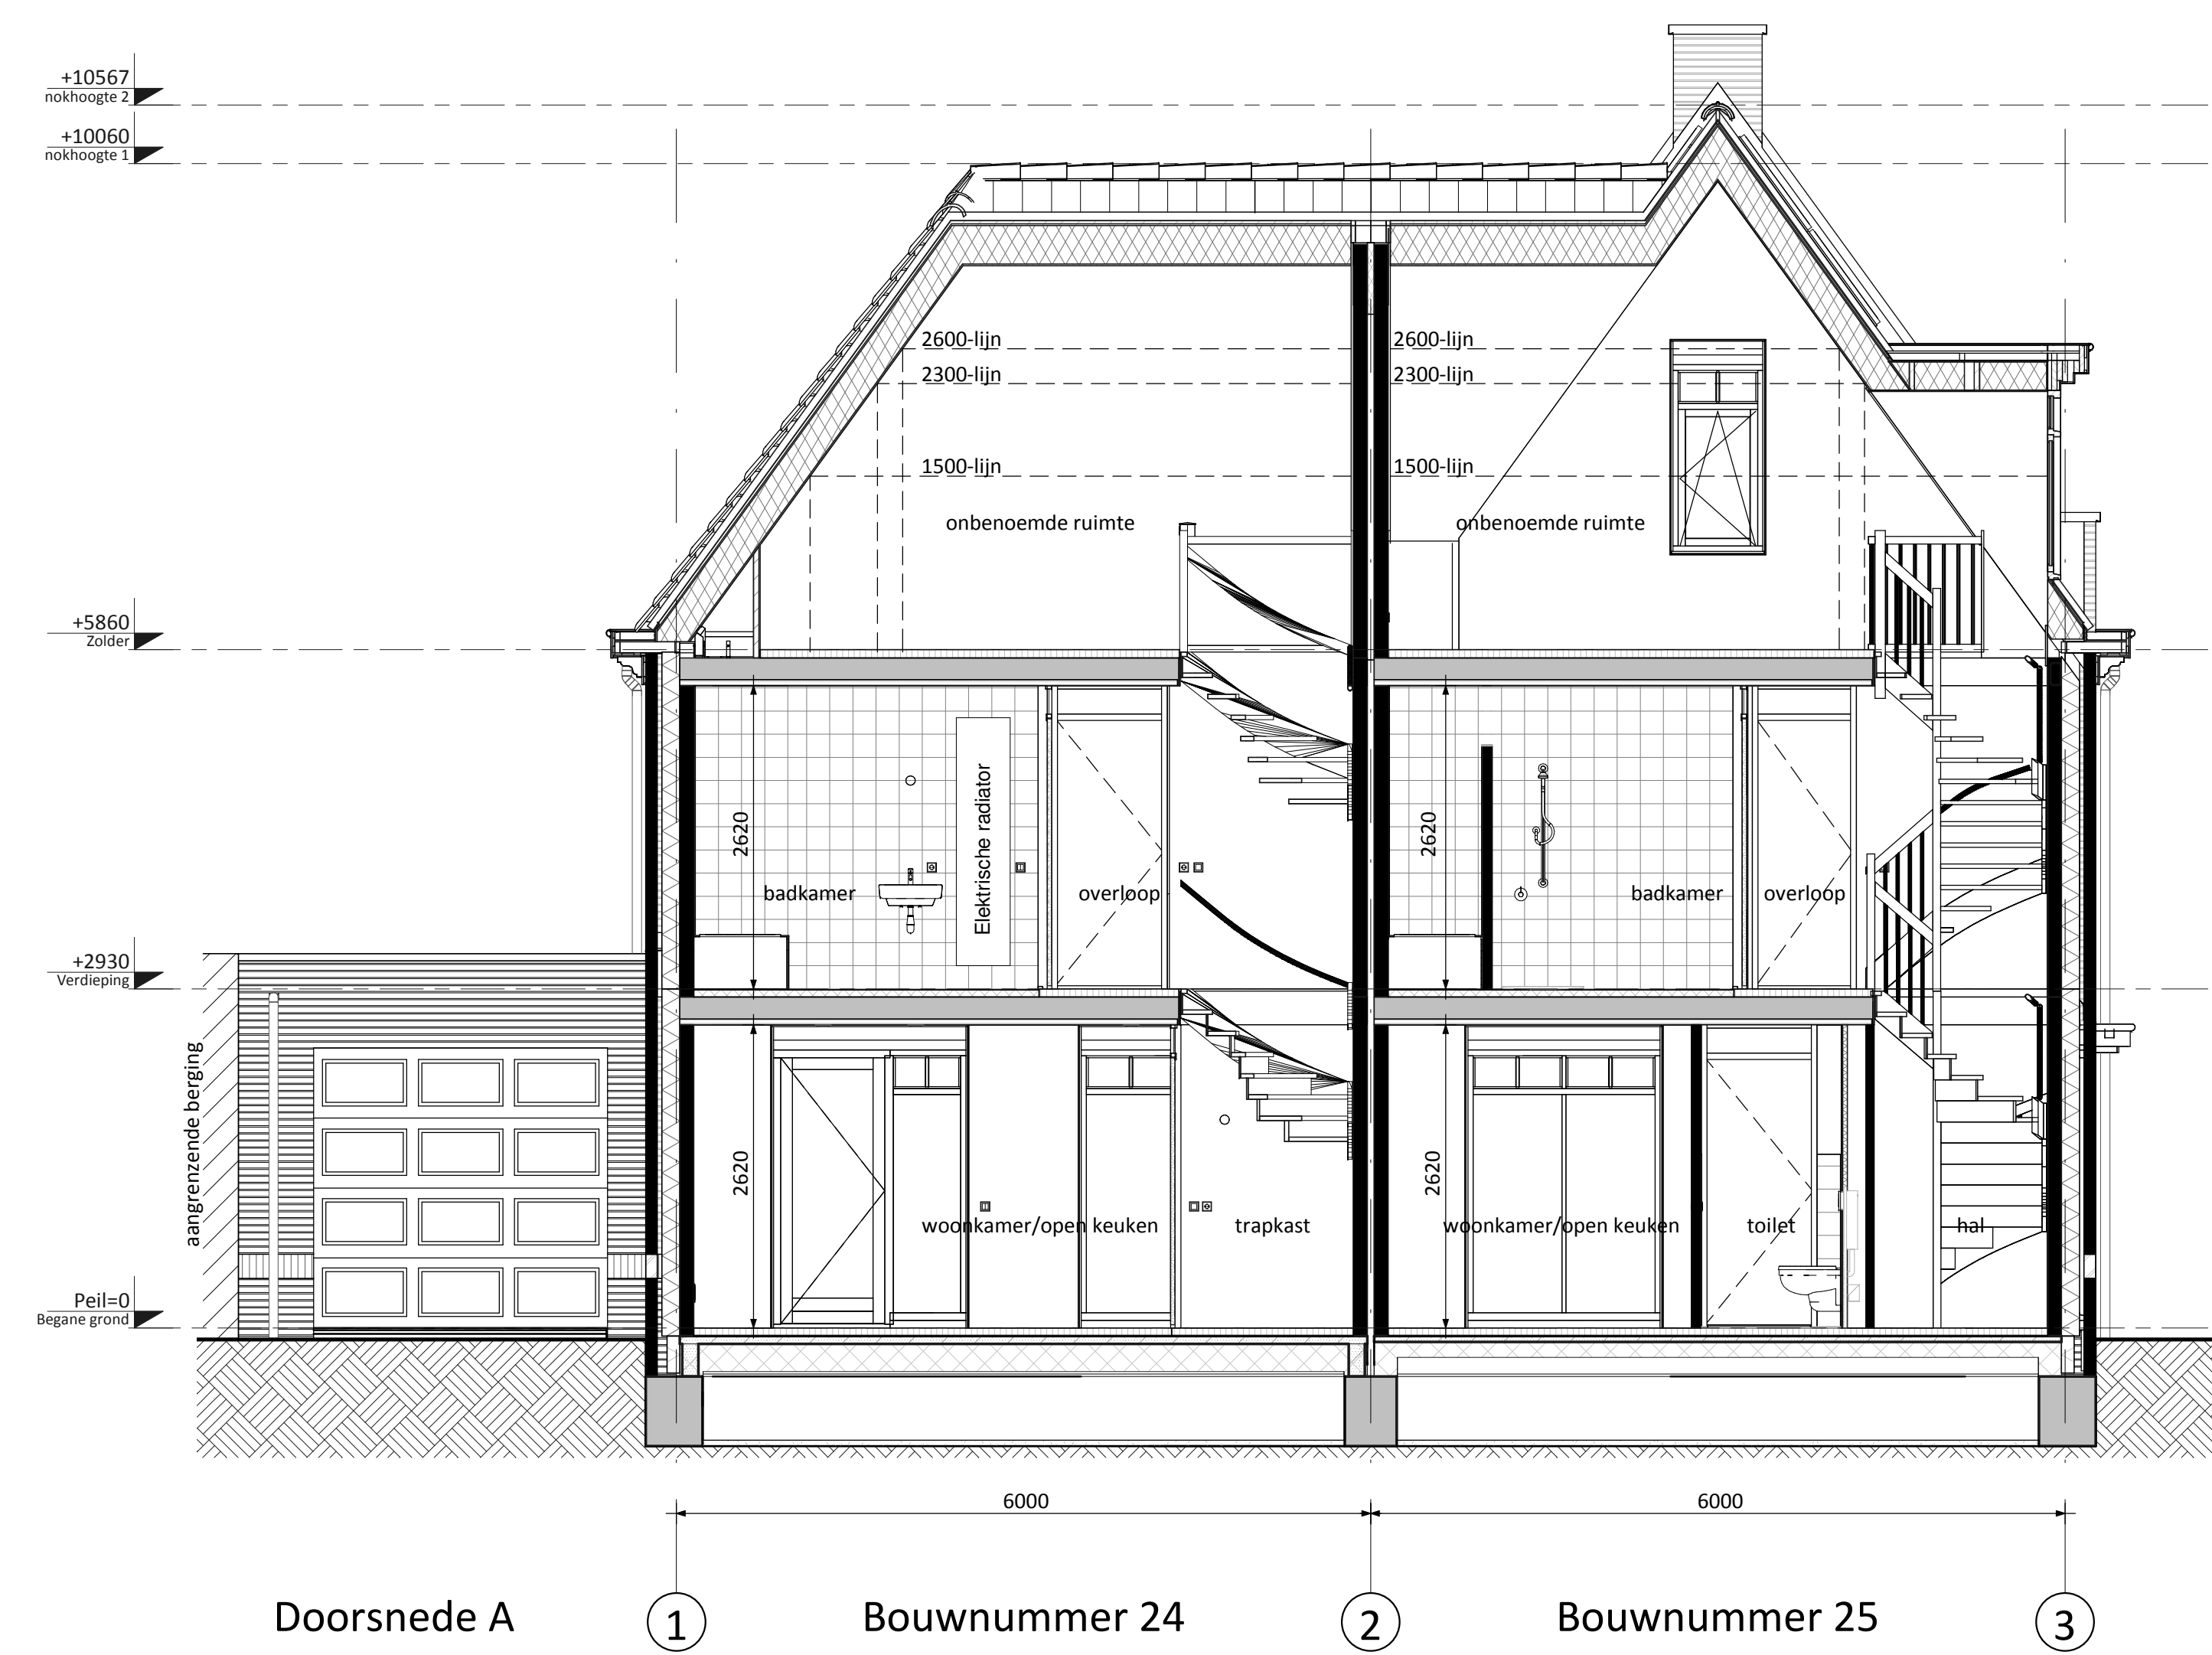 +10567
nokhoogte 2
+10060
nokhoogte 1
2600-lijn
2600-lijn
2300-lijn
2300-lijn
1500-lijn
1500-lijn
onbenoemde ruimte
onbenoemde ruimte
+5860
Zolder
2620
Elektrische radiator
2620
badkamer
overloop
badkamer
overloop
+2930
Verdieping
aangrenzende berging
2620
2620
woonkamer/open keuken
trapkast
woonkamer/open keuken
toilet
hal
Peil=0
Begane grond
6000
6000
Doorsnede A
1
Bouwnummer 24
2
Bouwnummer 25
3